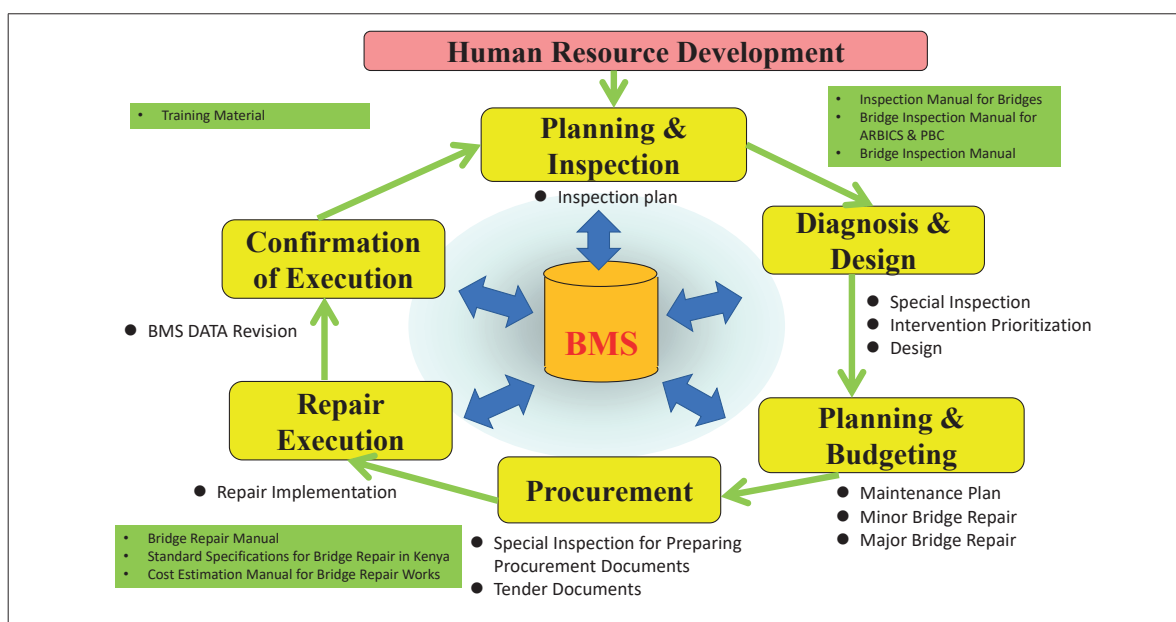 Human Resource Development
• Training Material
• Inspection Manual for Bridges
• Bridge Inspection Manual for
ARBICS & PBC
• Bridge Inspection Manual
Planning &
Inspection
● Inspection plan
Confirmation
of Execution
Diagnosis &
Design
● Special Inspection
● Intervention Prioritization
● Design
● BMS DATA Revision
BMS
Repair
Execution
Planning &
Budgeting
● Maintenance Plan
● Minor Bridge Repair
● Major Bridge Repair
Procurement
● Repair Implementation
• Bridge Repair Manual
• Standard Specifications for Bridge Repair in Kenya
• Cost Estimation Manual for Bridge Repair Works
● Special Inspection for Preparing
Procurement Documents
● Tender Documents